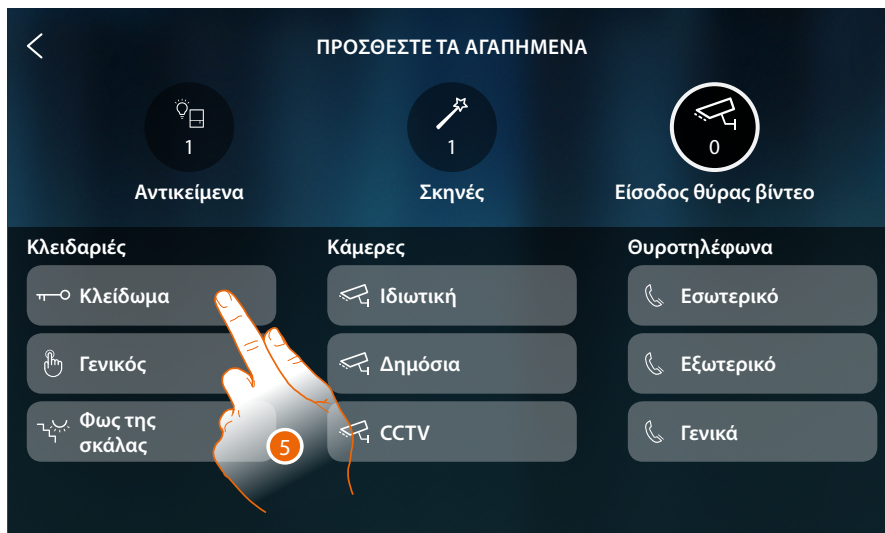 ΠΡΟΣΘΕΣΤΕ ΤΑ ΑΓΑΠΗΜΕΝΑ
1
1
0
Αντικείμενα
Σκηνές
Είσοδος θύρας βίντεο
Κλειδαριές
Κάμερες
Θυροτηλέφωνα
Κλείδωμα
Ιδιωτική
Εσωτερικό
Γενικός
Δημόσια
Εξωτερικό
Φως της
σκάλας
5
CCTV
Γενικά